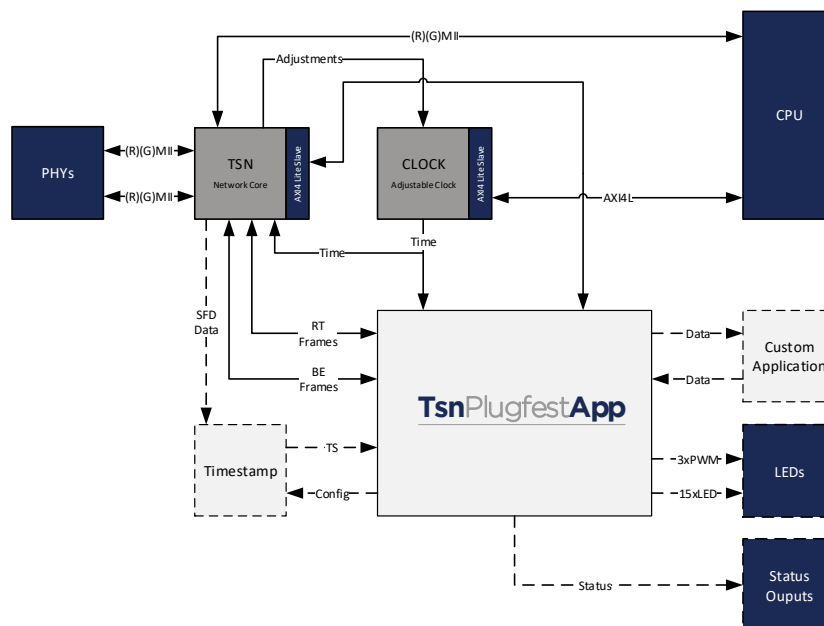 (R)(G)MII
Adjustments
CPU
PHYs
(R)(G)MII
(R)(G)MII
TSN
Network Core
AXI4 Lite Slave
CLOCK
Adjustable Clock
AXI4 Lite Slave
AXI4L
Time
Time
SFD
Data
RT
Frames
BE
Frames
TsnPlugfestApp
Data
Data
Custom
Application
Timestamp
TS
Config
3xPWM
15xLED
LEDs
Status
Status
Ouputs